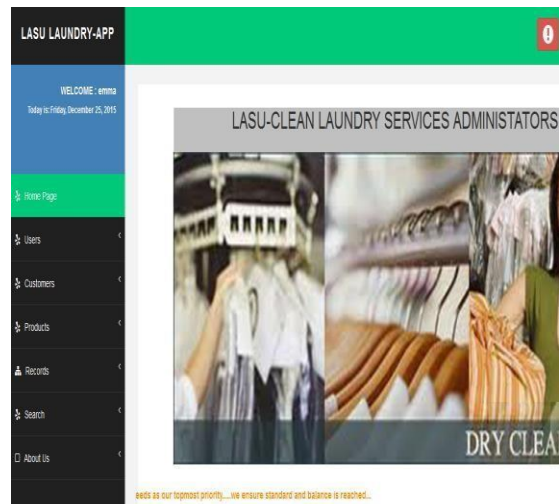 LASU LAUNDRY-APP
WELCOME : emma
Today is: Friday, December 25, 2015
LASU-CLEAN LAUNDRY SERVICES ADMINISTATORS
Home Page
Users
Customers
Products
Records
Search
About Us
DRY CLEA
eeds as our topmost priority.....we ensure standard and balance is reached...